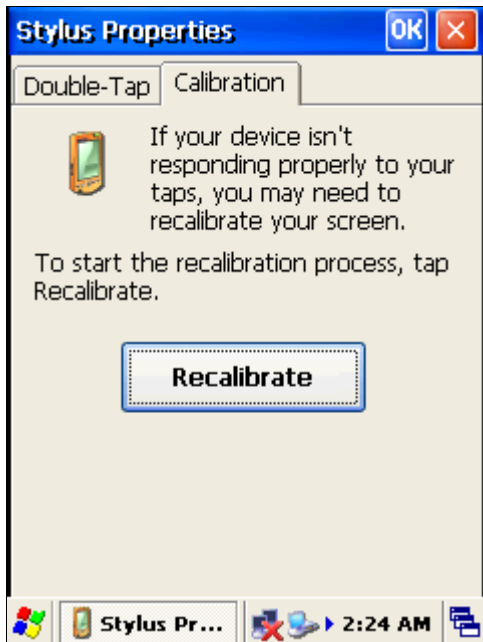 Stylus Properties OK
Double-Tap Calibration
If your device isn't
responding properly to your
taps, you may need to
recalibrate your screen.
To start the recalibration process, tap
Recalibrate.
Recalibrate
Stylus Pr... 2:24 AM